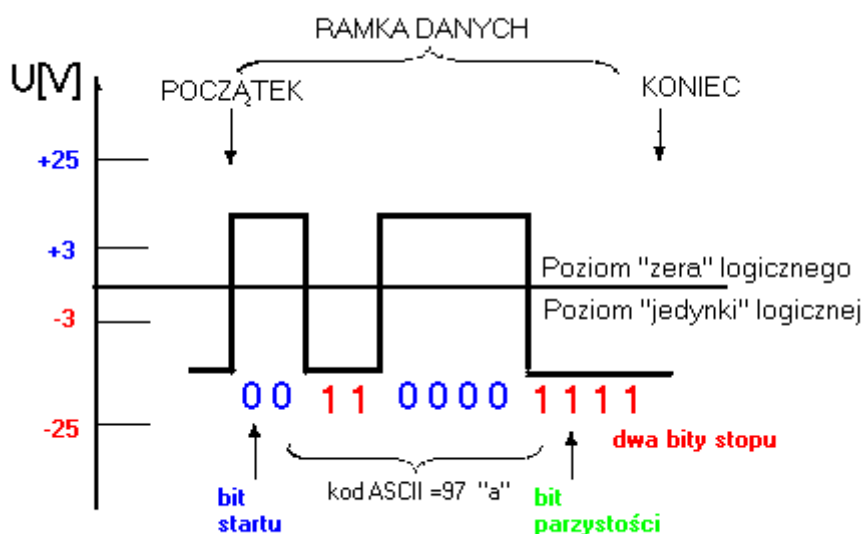 RAMKA DANYCH
U[V]
POCZĄTEK
KONIEC
+25
+3
Poziom "zera" logicznego
-3
Poziom "jedynki" logicznej
0 0 1 1 0 0 0 0 1 1 1 1
-25
dwa bity stopu
kod ASCII =97 "a"
bit
startu
bit
parzystości